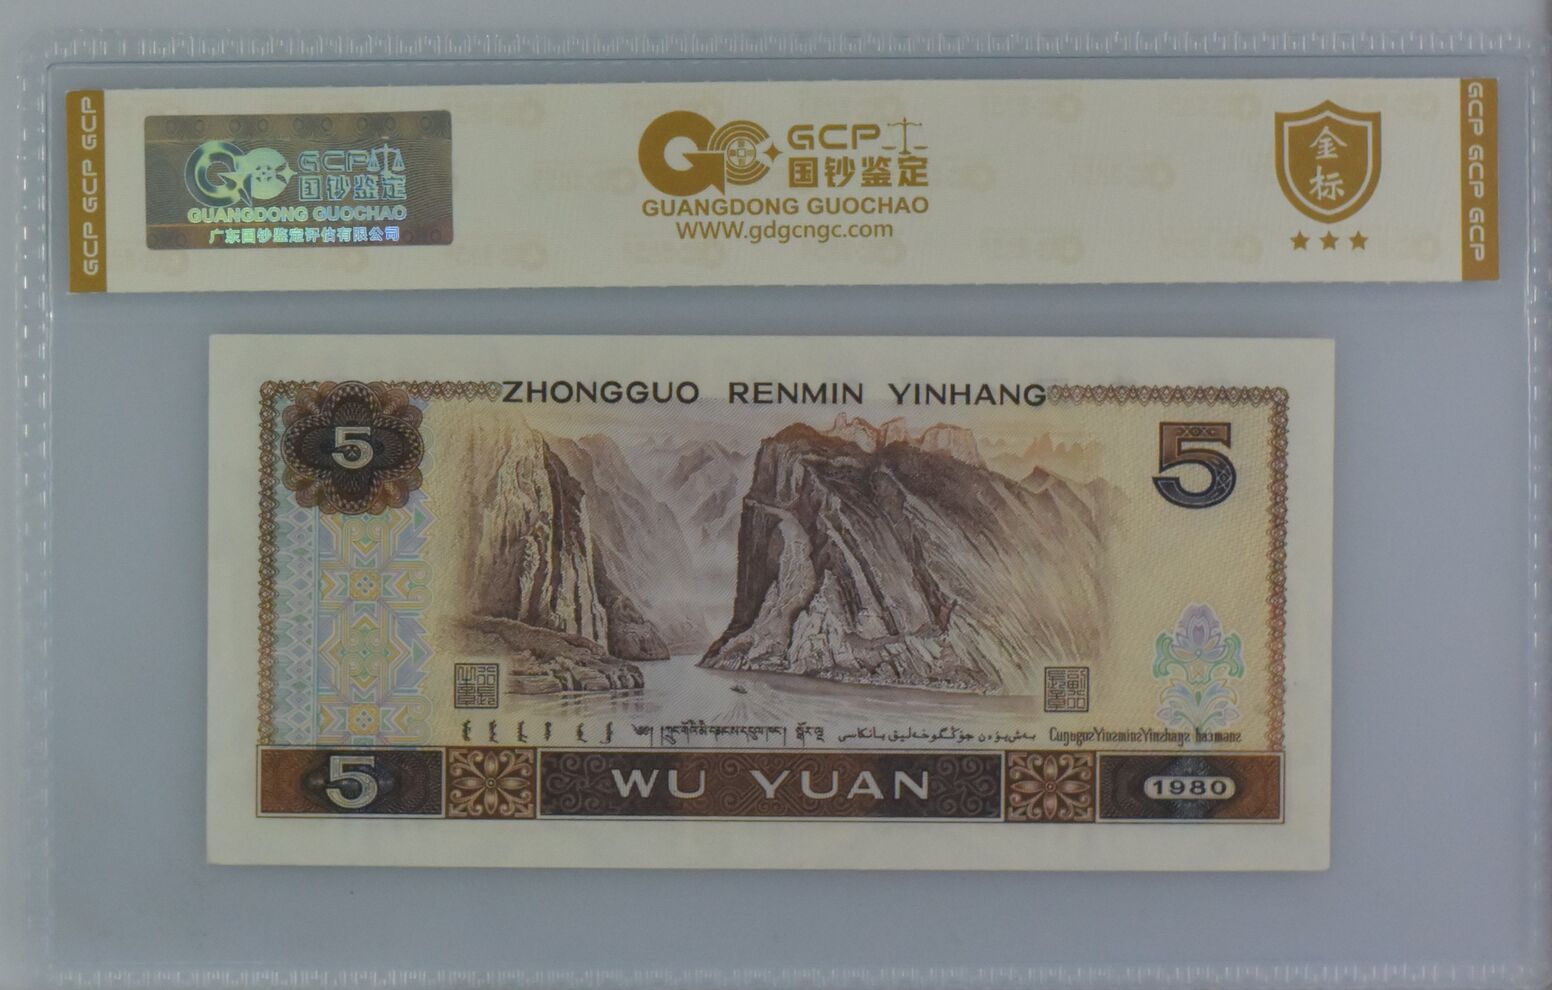 GCP GCP GCP
GCP 国钞鉴定
GUANGDONG GUOCHAO
广东国钞鉴定评估有限公司
GCP
国钞鉴定
GUANGDONG GUOCHAO
WWW.gdgcngc.com
金标
GCP GCP GCP
ZHONGGUO RENMIN YINHANG
5
5
5
WU YUAN
1980